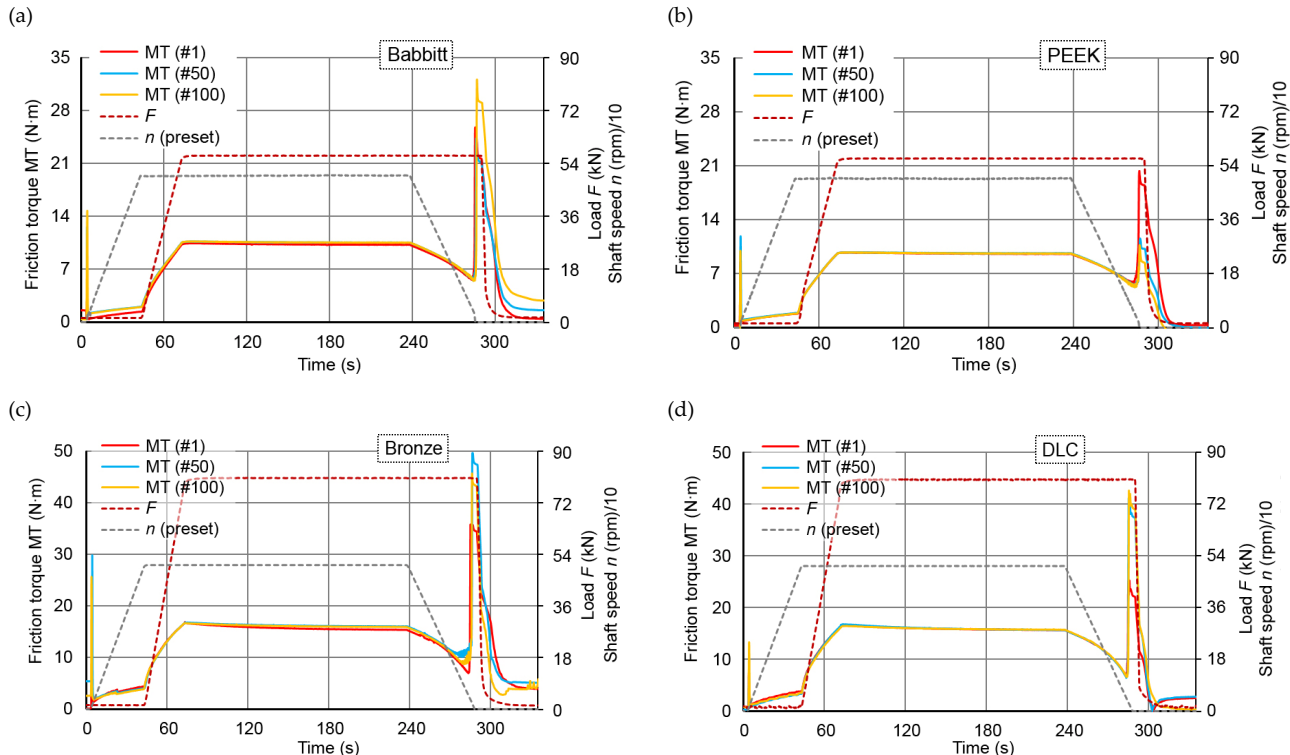 (a)
MT (#1)
MT (#50)
MT (#100)
F
n (preset)
Babbitt
Friction torque MT (N·m)
35
28
21
14
7
0
0 60 120 180 240 300
Time (s)
90
72
54
36
18
0
Load F (kN)
Shaft speed n (rpm)/10
(b)
MT (#1)
MT (#50)
MT (#100)
F
n (preset)
PEEK
Friction torque MT (N·m)
35
28
21
14
7
0
0 60 120 180 240 300
Time (s)
90
72
54
36
18
0
Load F (kN)
Shaft speed n (rpm)/10
(c)
MT (#1)
MT (#50)
MT (#100)
F
n (preset)
Bronze
Friction torque MT (N·m)
50
40
30
20
10
0
0 60 120 180 240 300
Time (s)
90
72
54
36
18
0
Load F (kN)
Shaft speed n (rpm)/10
(d)
MT (#1)
MT (#50)
MT (#100)
F
n (preset)
DLC
Friction torque MT (N·m)
50
40
30
20
10
0
0 60 120 180 240 300
Time (s)
90
72
54
36
18
0
Load F (kN)
Shaft speed n (rpm)/10